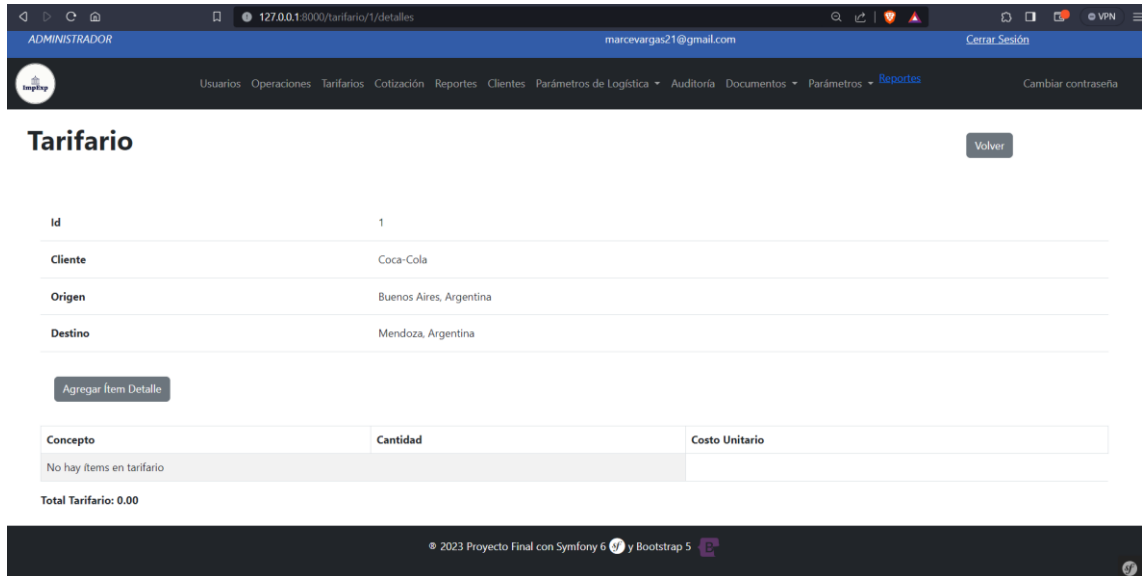 127.0.0.1:8000/tarifario/1/detalles VPN
ADMINISTRADOR marcevargas21@gmail.com Cerrar Sesión
ImpExp Usuarios Operaciones Tarifarios Cotización Reportes Clientes Parámetros de Logística Auditoría Documentos Parámetros Reportes Cambiar contraseña
Tarifario Volver
Id 1
Cliente Coca-Cola
Origen Buenos Aires, Argentina
Destino Mendoza, Argentina
Agregar Ítem Detalle
Concepto Cantidad Costo Unitario
No hay ítems en tarifario
Total Tarifario: 0.00
® 2023 Proyecto Final con Symfony 6 sf y Bootstrap 5 B
sf